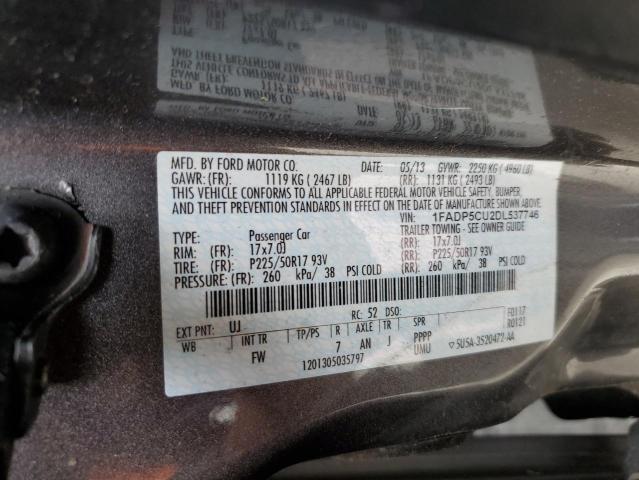 MFD. BY FORD MOTOR CO.
DATE: 05/13 GVWR: 2250 KG ( 4960 LB)
GAWR: (FR): 1119 KG ( 2467 LB) (RR): 1131 KG ( 2493 LB)
THIS VEHICLE CONFORMS TO ALL APPLICABLE FEDERAL MOTOR VEHICLE SAFETY, BUMPER,
AND THEFT PREVENTION STANDARDS IN EFFECT ON THE DATE OF MANUFACTURE SHOWN ABOVE.
VIN: 1FADP5CU2DL537746
TYPE: Passenger Car TRAILER TOWING - SEE OWNER GUIDE
RIM: (FR): 17x7.0J (RR): 17x7.0J
TIRE: (FR): P225/50R17 93V (RR): P225/50R17 93V
PRESSURE: (FR): 260 kPa/ 38 PSI COLD (RR): 260 kPa/ 38 PSI COLD
RC: 52 DSO: F0117
EXT PNT: UJ R0121
WB INT TR TP/PS R AXLE TR SPR
FW 7 AN J PPPP
UMU
1201305035797
5U5A-3520472-AA